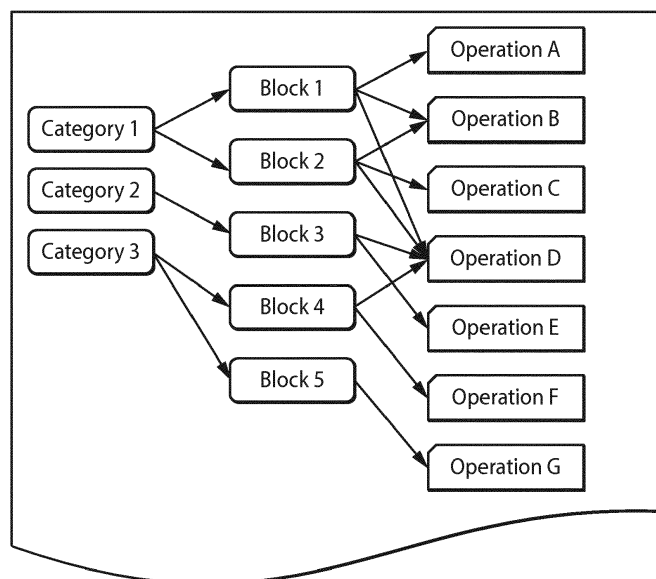 Category 1
Category 2
Category 3
Block 1
Block 2
Block 3
Block 4
Block 5
Operation A
Operation B
Operation C
Operation D
Operation E
Operation F
Operation G